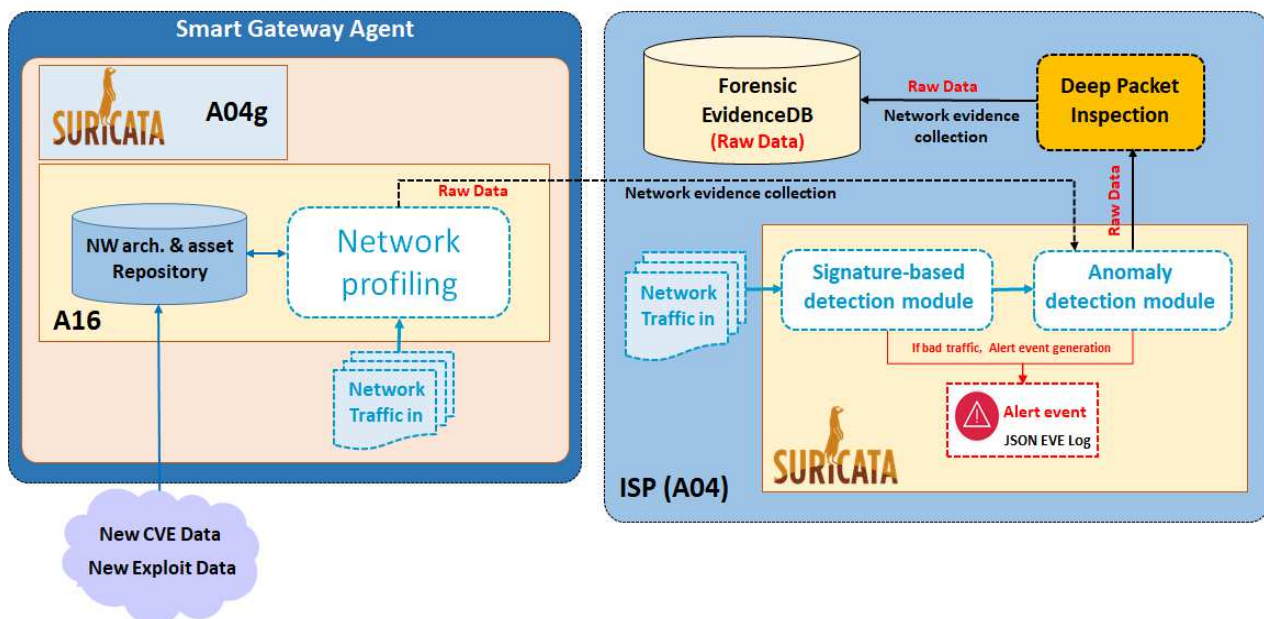 Smart Gateway Agent
SURICATA
A04g
Raw Data
NW arch. & asset
Repository
Network
profiling
A16
Network
Traffic in
New CVE Data
New Exploit Data
Forensic
EvidenceDB
(Raw Data)
Raw Data
Network evidence
collection
Deep Packet
Inspection
Network evidence collection
Raw Data
Network
Traffic in
Signature-based
detection module
Anomaly
detection module
If bad traffic, Alert event generation
Alert event
JSON EVE Log
SURICATA
ISP (A04)